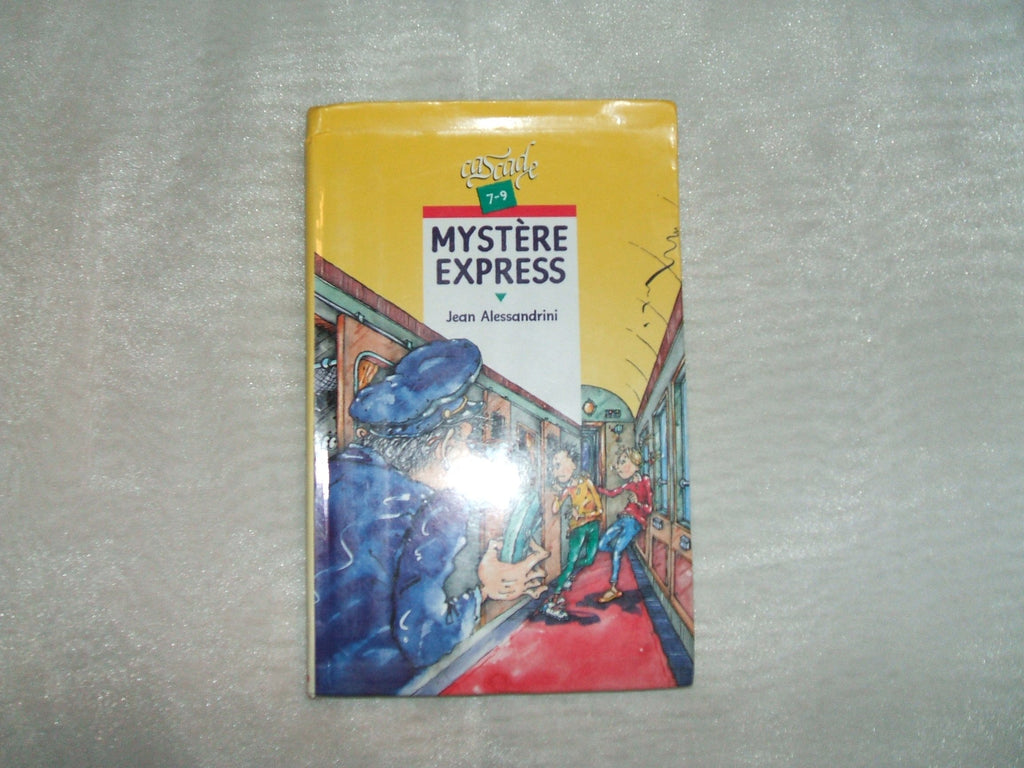 cascade
7-9
MYSTÈRE
EXPRESS
Jean Alessandrini